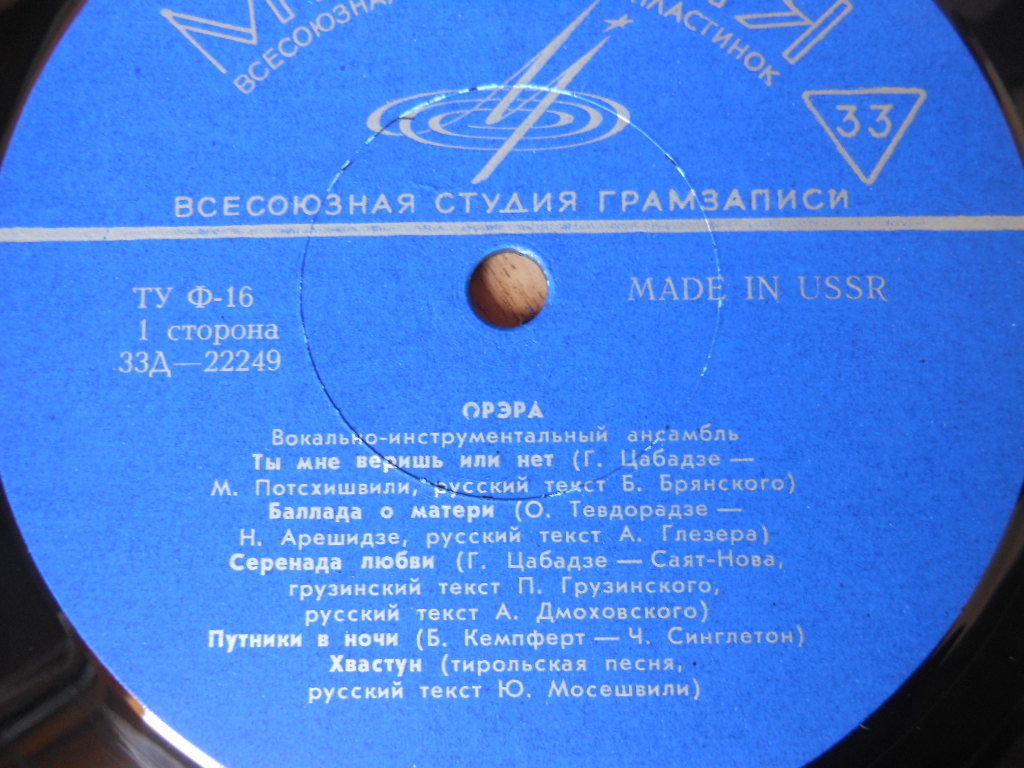 ВСЕСОЮЗНАЯ СТУДИЯ ГРАМЗАПИСИ
33
ТУ Ф-16
1 сторона
33Д—22249
MADE IN USSR
ОРЭРА
Вокально-инструментальный ансамбль
Ты мне веришь или нет (Г. Цабадзе —
М. Потсхишвили, русский текст Б. Брянского)
Баллада о матери (О. Тевдорадзе —
Н. Арешидзе, русский текст А. Глезера)
Серенада любви (Г. Цабадзе — Саят-Нова,
грузинский текст П. Грузинского,
русский текст А. Дмоховского)
Путники в ночи (Б. Кемпферт — Ч. Синглетон)
Хвастун (тирольская песня,
русский текст Ю. Мосешвили)